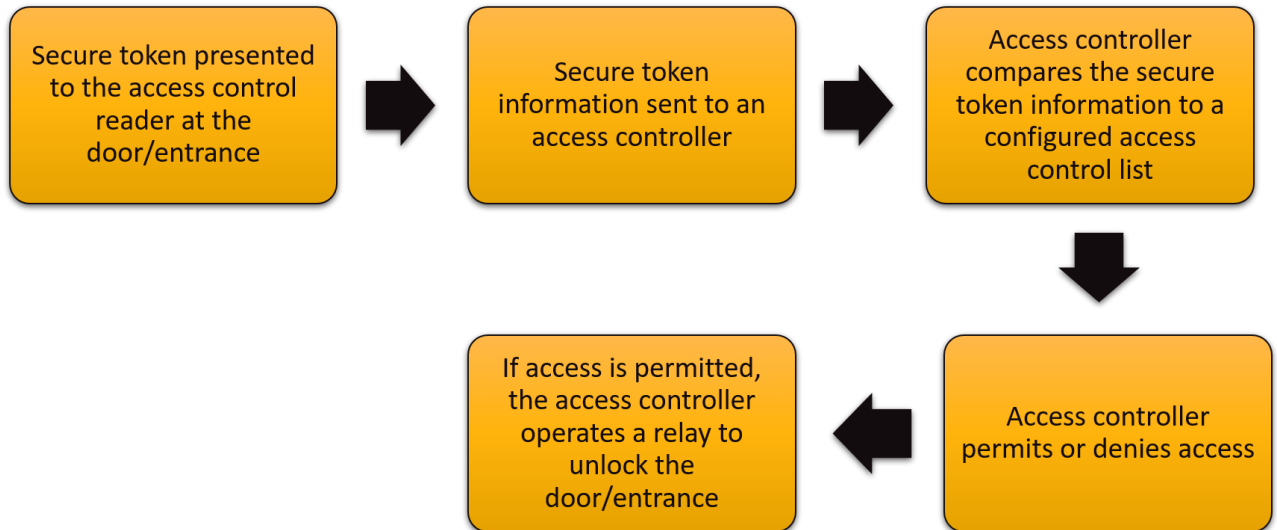 Secure token presented
to the access control
reader at the
door/entrance
Secure token
information sent to an
access controller
Access controller
compares the secure
token information to a
configured access
control list
Access controller
permits or denies access
If access is permitted,
the access controller
operates a relay to
unlock the
door/entrance